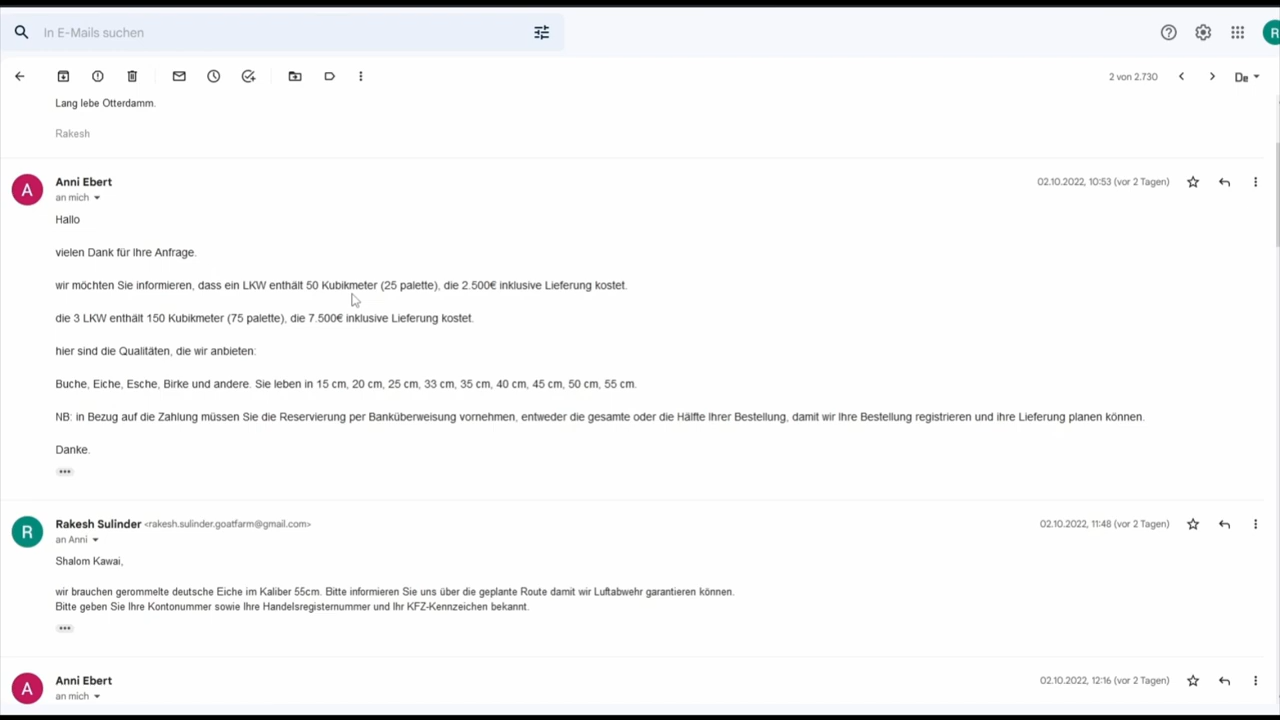 In E-Mails suchen
R
2 von 2.730
De
Lang lebe Otterdamm.
Rakesh
A
Anni Ebert
02.10.2022, 10:53 (vor 2 Tagen)
an mich
Hallo
vielen Dank für Ihre Anfrage.
wir möchten Sie informieren, dass ein LKW enthält 50 Kubikmeter (25 palette), die 2.500€ inklusive Lieferung kostet.
die 3 LKW enthält 150 Kubikmeter (75 palette), die 7.500€ inklusive Lieferung kostet.
hier sind die Qualitäten, die wir anbieten:
Buche, Eiche, Esche, Birke und andere. Sie leben in 15 cm, 20 cm, 25 cm, 33 cm, 35 cm, 40 cm, 45 cm, 50 cm, 55 cm.
NB: in Bezug auf die Zahlung müssen Sie die Reservierung per Banküberweisung vornehmen, entweder die gesamte oder die Hälfte Ihrer Bestellung, damit wir Ihre Bestellung registrieren und ihre Lieferung planen können.
Danke.
R
Rakesh Sulinder <rakesh.sulinder.goatfarm@gmail.com>
02.10.2022, 11:48 (vor 2 Tagen)
an Anni
Shalom Kawai,
wir brauchen gerommelte deutsche Eiche im Kaliber 55cm. Bitte informieren Sie uns über die geplante Route damit wir Luftabwehr garantieren können.
Bitte geben Sie Ihre Kontonummer sowie Ihre Handelsregisternummer und Ihr KFZ-Kennzeichen bekannt.
A
Anni Ebert
02.10.2022, 12:16 (vor 2 Tagen)
an mich